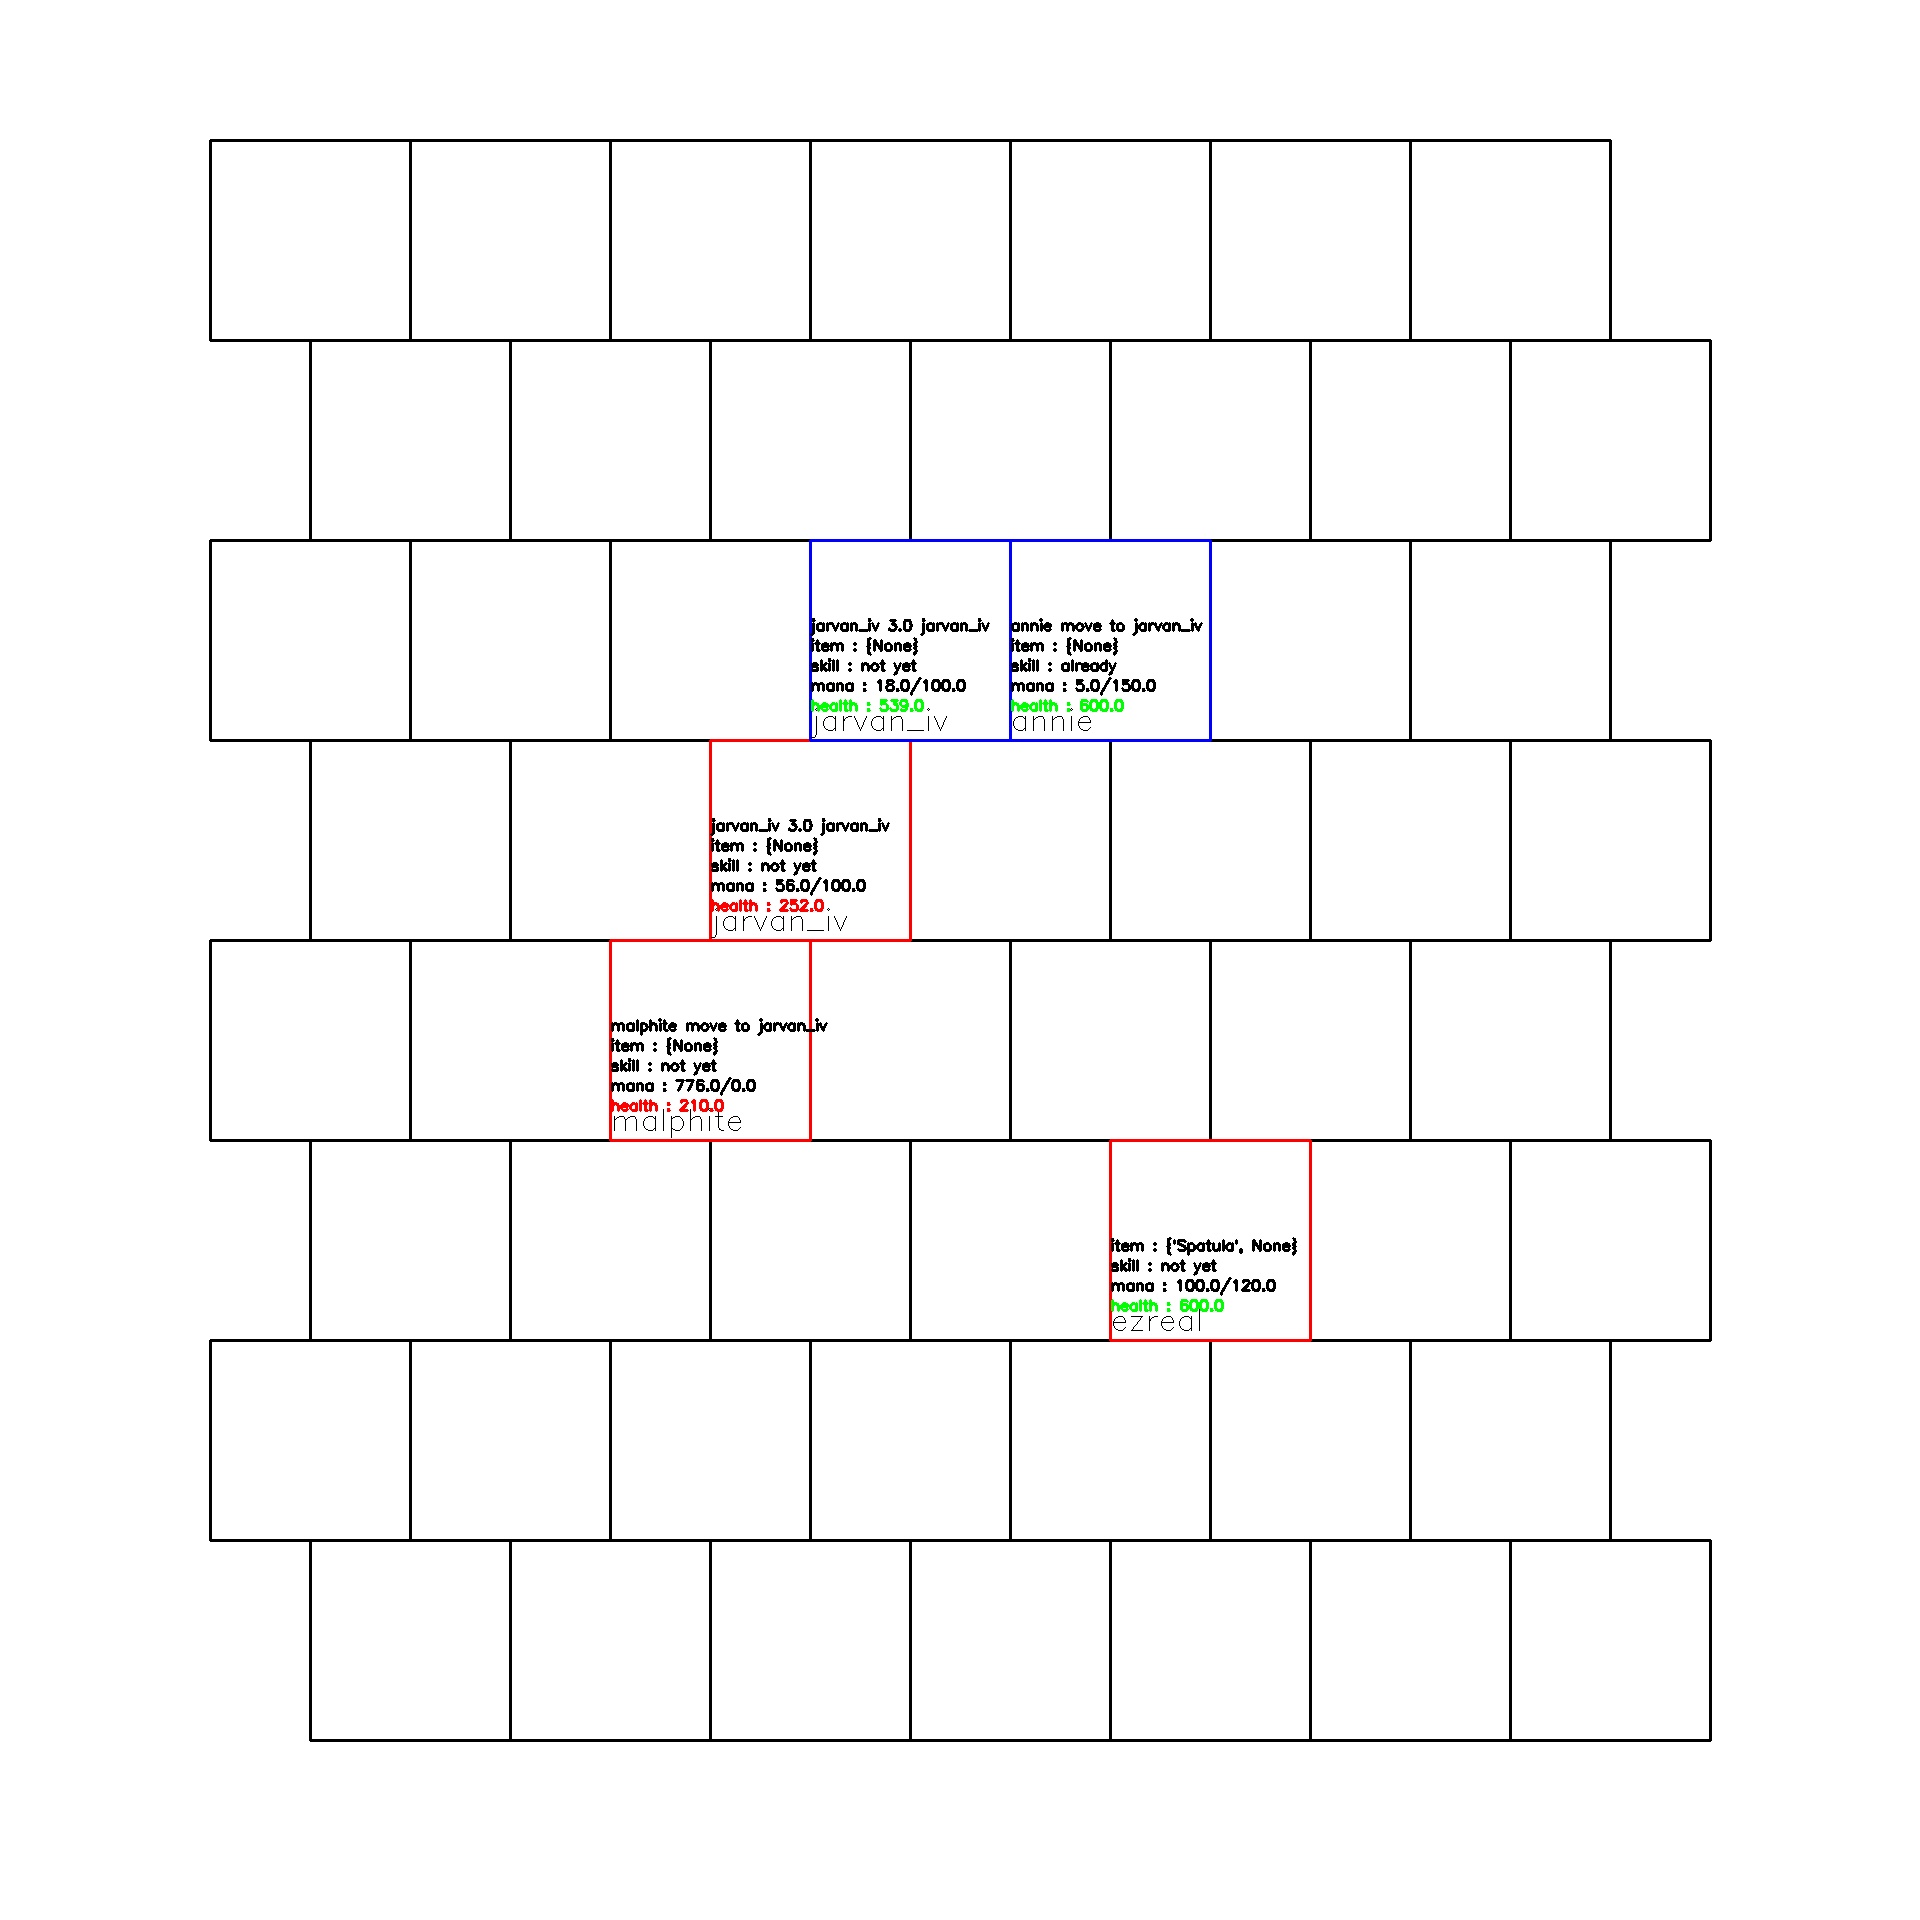 jarvan_iv 3.0 jarvan_iv
item : {None}
skill : not yet
mana : 18.0/100.0
health : 539.0
jarvan_iv
annie move to jarvan_iv
item : {None}
skill : already
mana : 5.0/150.0
health : 600.0
annie
jarvan_iv 3.0 jarvan_iv
item : {None}
skill : not yet
mana : 56.0/100.0
health : 252.0
jarvan_iv
malphite move to jarvan_iv
item : {None}
skill : not yet
mana : 776.0/0.0
health : 210.0
malphite
item : {'Spatula', None}
skill : not yet
mana : 100.0/120.0
health : 600.0
ezreal